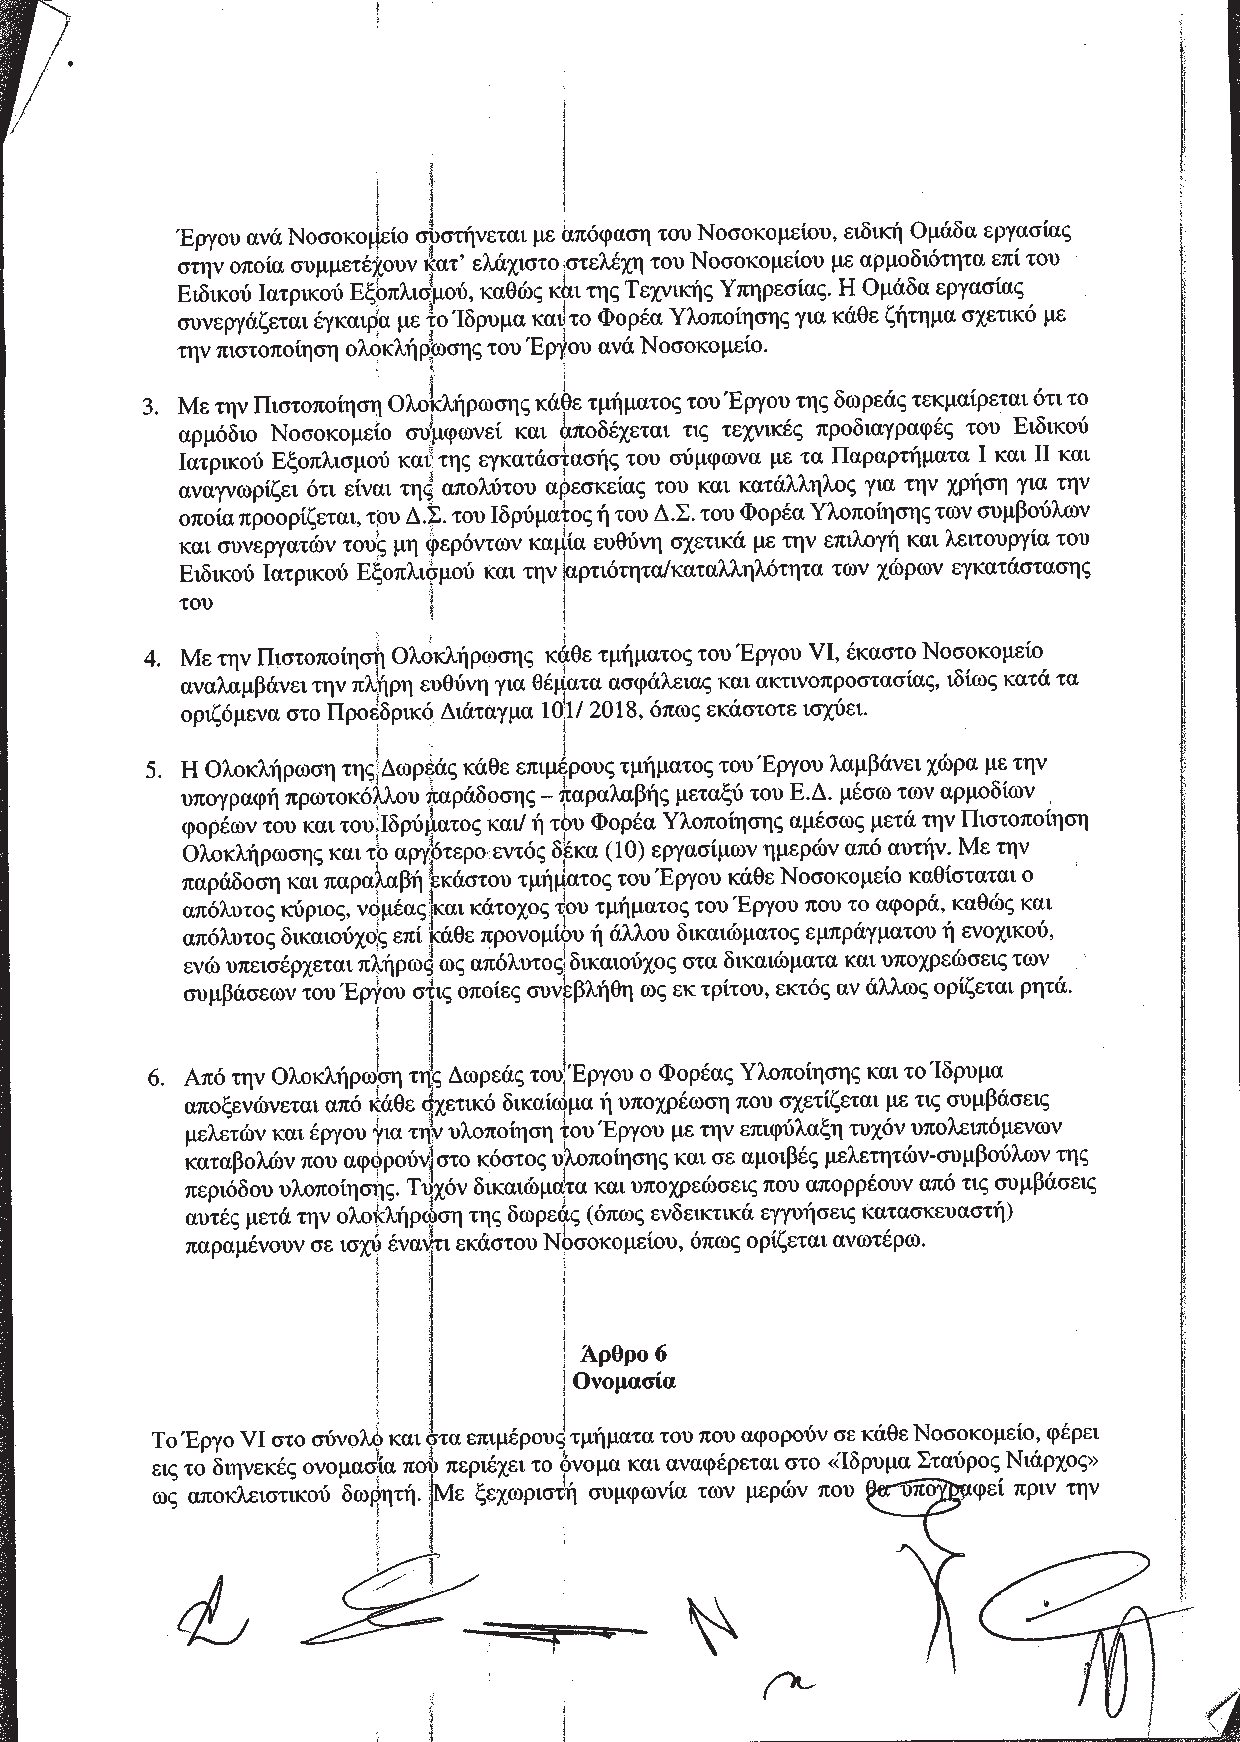 Έργου ανά Νοσοκομείο συστήνεται με απόφαση του Νοσοκομείου, ειδική Ομάδα εργασίας
στην οποία συμμετέχουν κατ’ ελάχιστο στελέχη του Νοσοκομείου με αρμοδιότητα επί του
Ειδικού Ιατρικού Εξοπλισμού, καθώς και της Τεχνικής Υπηρεσίας. Η Ομάδα εργασίας
συνεργάζεται έγκαιρα με το Ίδρυμα και το Φορέα Υλοποίησης για κάθε ζήτημα σχετικό με
την πιστοποίηση ολοκλήρωσης του Έργου ανά Νοσοκομείο.
3. Με την Πιστοποίηση Ολοκλήρωσης κάθε τμήματος του Έργου της δωρεάς τεκμαίρεται ότι το
αρμόδιο Νοσοκομείο συμφωνεί και αποδέχεται τις τεχνικές προδιαγραφές του Ειδικού
Ιατρικού Εξοπλισμού και της εγκατάστασής του σύμφωνα με τα Παραρτήματα Ι και ΙΙ και
αναγνωρίζει ότι είναι της απολύτου αρεσκείας του και κατάλληλος για την χρήση για την
οποία προορίζεται, του Δ.Σ. του Ιδρύματος ή του Δ.Σ. του Φορέα Υλοποίησης των συμβούλων
και συνεργατών τους μη φερόντων καμία ευθύνη σχετικά με την επιλογή και λειτουργία του
Ειδικού Ιατρικού Εξοπλισμού και την αρτιότητα/καταλληλότητα των χώρων εγκατάστασης
του
4. Με την Πιστοποίηση Ολοκλήρωσης κάθε τμήματος του Έργου VI, έκαστο Νοσοκομείο
αναλαμβάνει την πλήρη ευθύνη για θέματα ασφάλειας και ακτινοπροστασίας, ιδίως κατά τα
οριζόμενα στο Προεδρικό Διάταγμα 101/ 2018, όπως εκάστοτε ισχύει.
5. Η Ολοκλήρωση της Δωρεάς κάθε επιμέρους τμήματος του Έργου λαμβάνει χώρα με την
υπογραφή πρωτοκόλλου παράδοσης – παραλαβής μεταξύ του Ε.Δ. μέσω των αρμοδίων
φορέων του και του Ιδρύματος και/ ή του Φορέα Υλοποίησης αμέσως μετά την Πιστοποίηση
Ολοκλήρωσης και το αργότερο εντός δέκα (10) εργασίμων ημερών από αυτήν. Με την
παράδοση και παραλαβή εκάστου τμήματος του Έργου κάθε Νοσοκομείο καθίσταται ο
απόλυτος κύριος, νομέας και κάτοχος του τμήματος του Έργου που το αφορά, καθώς και
απόλυτος δικαιούχος επί κάθε προνομίου ή άλλου δικαιώματος εμπράγματου ή ενοχικού,
ενώ υπεισέρχεται πλήρως ως απόλυτος δικαιούχος στα δικαιώματα και υποχρεώσεις των
συμβάσεων του Έργου στις οποίες συνεβλήθη ως εκ τρίτου, εκτός αν άλλως ορίζεται ρητά.
6. Από την Ολοκλήρωση της Δωρεάς του Έργου ο Φορέας Υλοποίησης και το Ίδρυμα
αποξενώνεται από κάθε σχετικό δικαίωμα ή υποχρέωση που σχετίζεται με τις συμβάσεις
μελετών και έργου για την υλοποίηση του Έργου με την επιφύλαξη τυχόν υπολειπόμενων
καταβολών που αφορούν στο κόστος υλοποίησης και σε αμοιβές μελετητών-συμβούλων της
περιόδου υλοποίησης. Τυχόν δικαιώματα και υποχρεώσεις που απορρέουν από τις συμβάσεις
αυτές μετά την ολοκλήρωση της δωρεάς (όπως ενδεικτικά εγγυήσεις κατασκευαστή)
παραμένουν σε ισχύ έναντι εκάστου Νοσοκομείου, όπως ορίζεται ανωτέρω.
Άρθρο 6
Ονομασία
Το Έργο VI στο σύνολό και στα επιμέρους τμήματα του που αφορούν σε κάθε Νοσοκομείο, φέρει
εις το διηνεκές ονομασία που περιέχει το όνομα και αναφέρεται στο «Ίδρυμα Σταύρος Νιάρχος»
ως αποκλειστικού δωρητή. Με ξεχωριστή συμφωνία των μερών που θα υπογραφεί πριν την